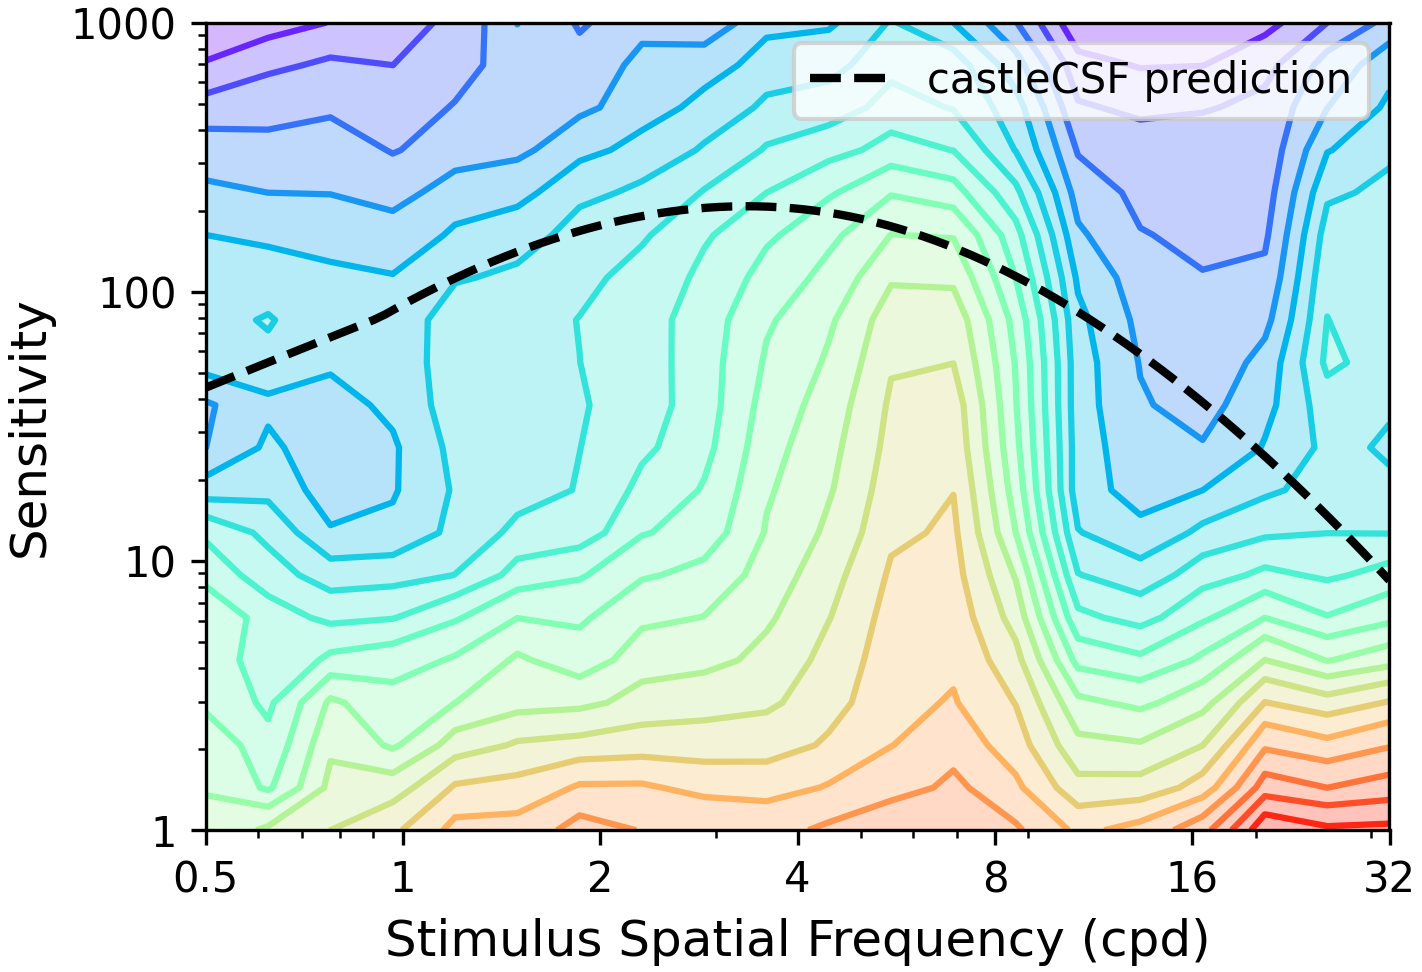 1000
castleCSF prediction
100
Sensitivity
10
1
0.5 1 2 4 8 16 32
Stimulus Spatial Frequency (cpd)